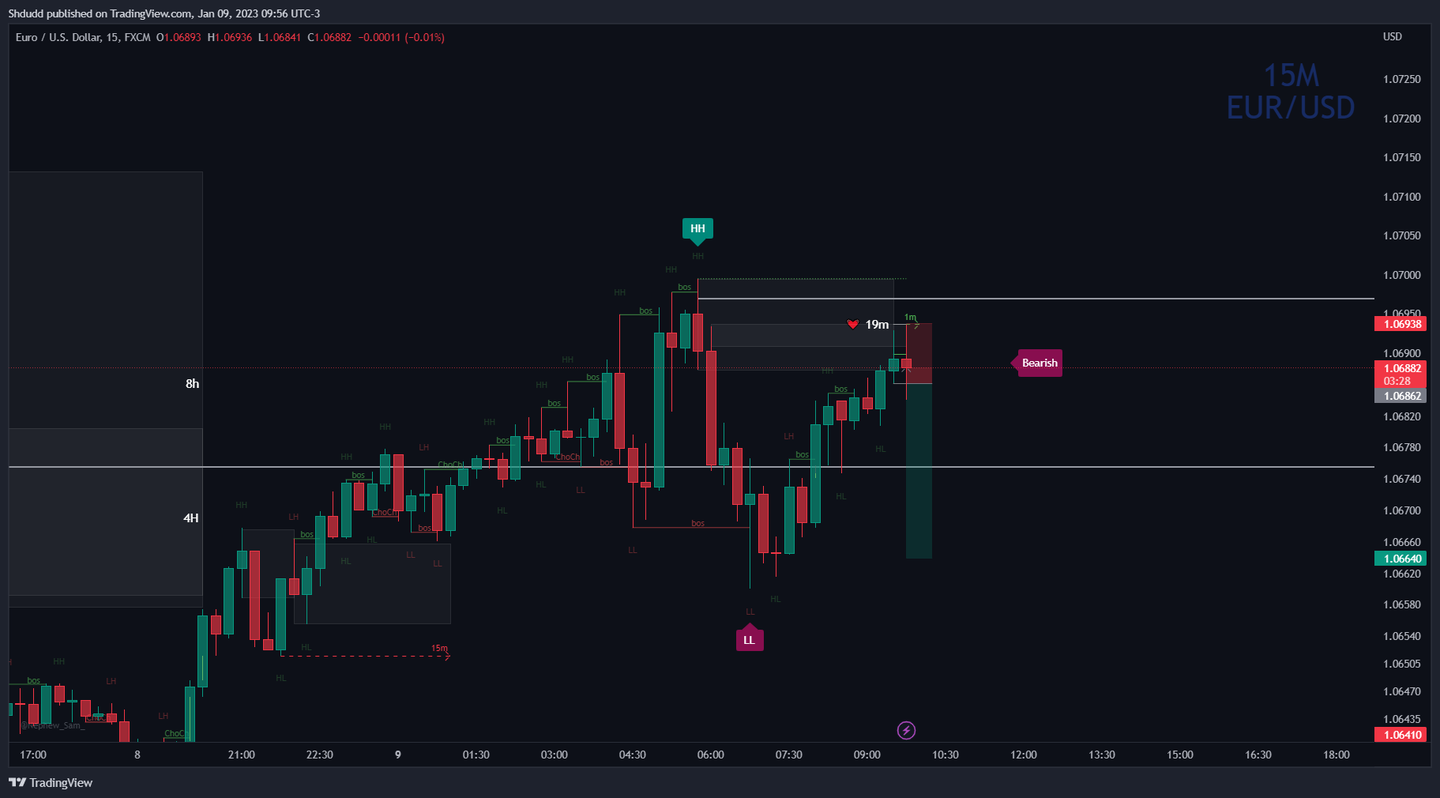 Shdudd published on TradingView.com, Jan 09, 2023 09:56 UTC-3
Euro / U.S. Dollar, 15, FXCM O1.06893 H1.06936 L1.06841 C1.06882 −0.00011 (−0.01%)
USD
15M
EUR/USD
1.07250
1.07200
1.07150
1.07100
1.07050
1.07000
1.06950
1.06938
1.06900
1.06882
03:28
1.06862
1.06820
1.06780
1.06740
1.06700
1.06660
1.06640
1.06620
1.06580
1.06540
1.06505
1.06470
1.06435
1.06410
HH
HH
HH
bos
HH
bos
19m
1m
Bearish
8h
HH
bos
HH
HH
bos
HH
bos
LH
bos
HH
LH
bos
HH
bos
ChoCh
ChoCh
bos
bos
HL
HL
LL
HL
4H
HH
LH
bos
ChoCh
bos
bos
HL
HL
LL
LL
LL
HL
LL
HL
LL
15m
HL
HL
HH
bos
LH
LH
ChoCh
@Nephew_Sam_
17:00 8 21:00 22:30 9 01:30 03:00 04:30 06:00 07:30 09:00 10:30 12:00 13:30 15:00 16:30 18:00
TradingView